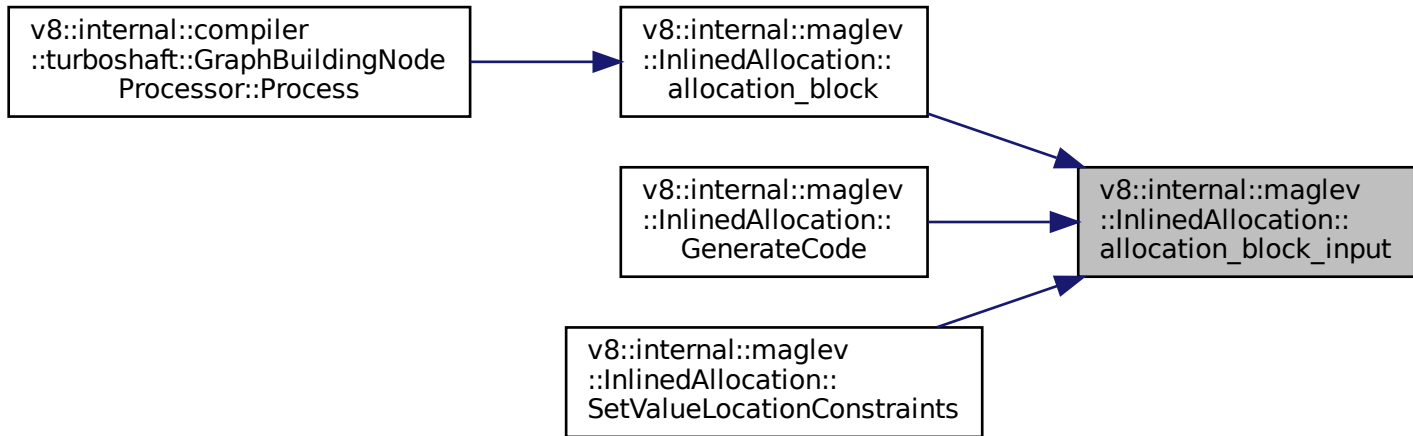 v8::internal::compiler
::turboshaft::GraphBuildingNode
Processor::Process
v8::internal::maglev
::InlinedAllocation::
allocation_block
v8::internal::maglev
::InlinedAllocation::
GenerateCode
v8::internal::maglev
::InlinedAllocation::
SetValueLocationConstraints
v8::internal::maglev
::InlinedAllocation::
allocation_block_input